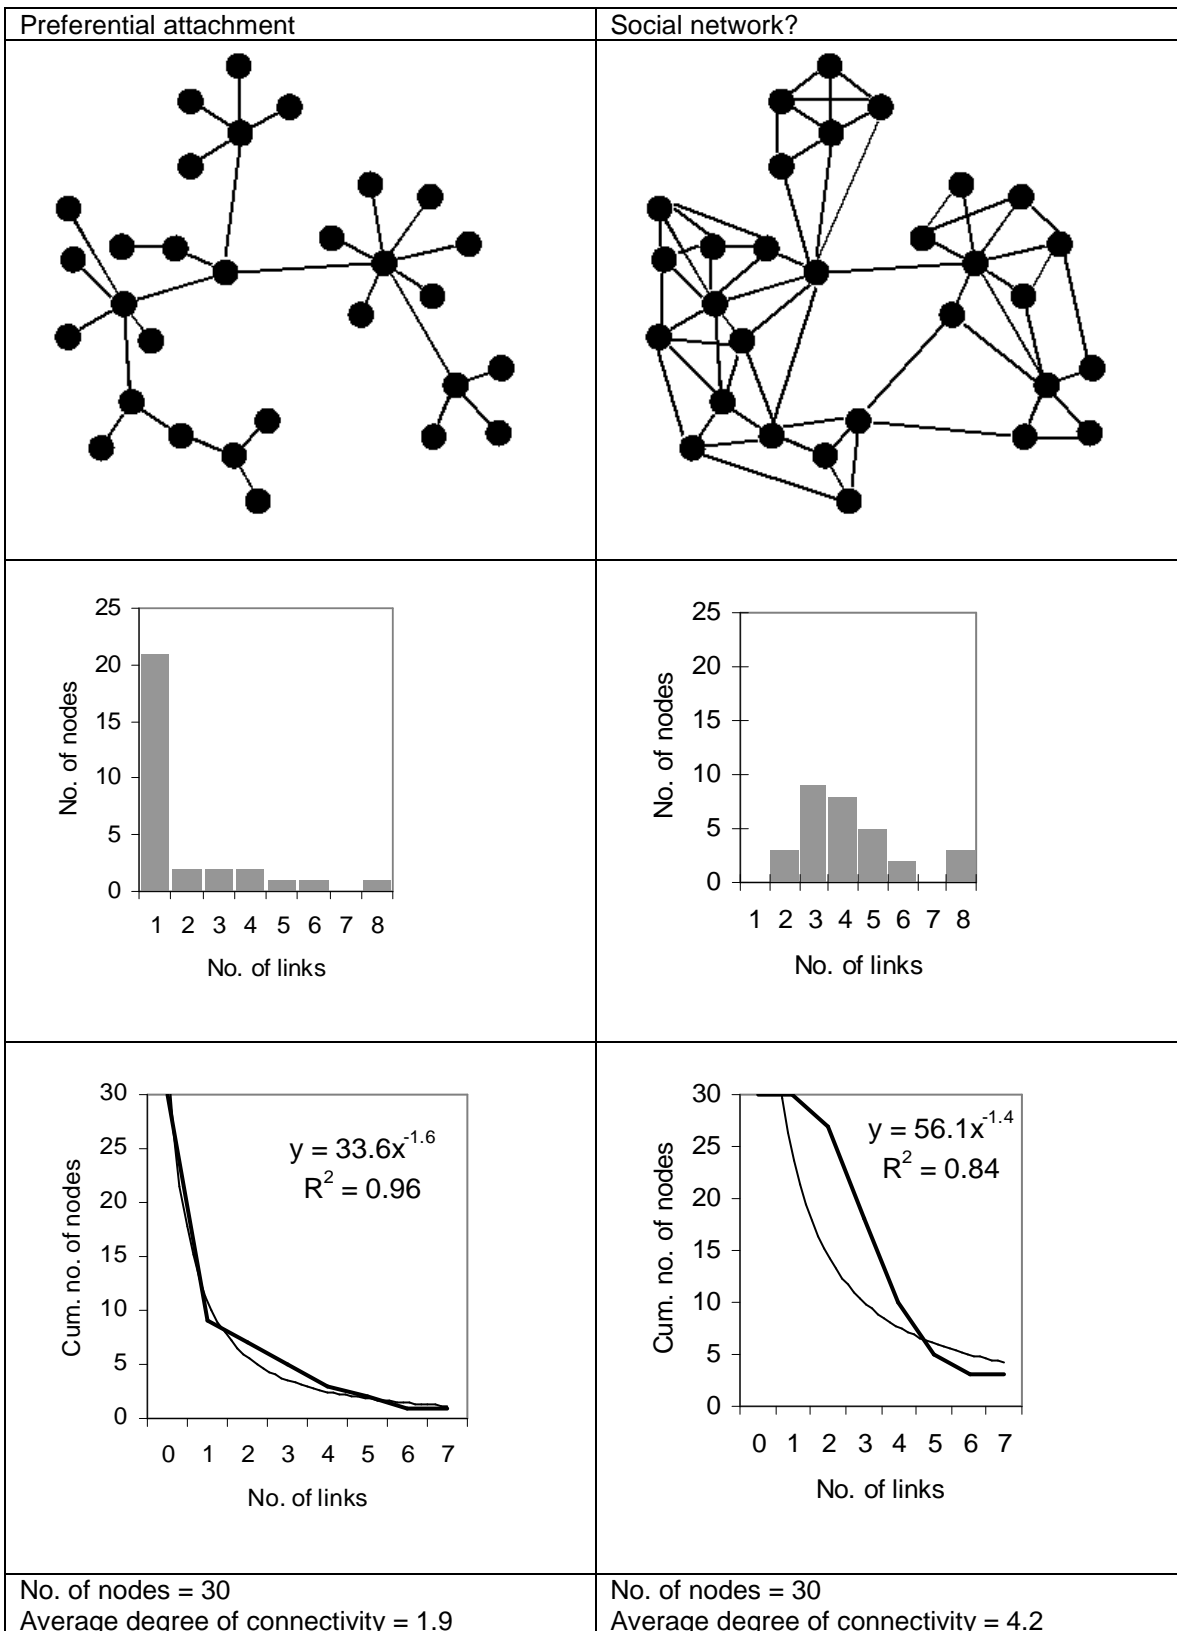 Preferential attachment
Social network?
25
20
15
10
5
0
No. of nodes
1 2 3 4 5 6 7 8
No. of links
25
20
15
10
5
0
No. of nodes
1 2 3 4 5 6 7 8
No. of links
30
25
20
15
10
5
0
Cum. no. of nodes
y = 33.6x^-1.6
R^2 = 0.96
0 1 2 3 4 5 6 7
No. of links
30
25
20
15
10
5
0
Cum. no. of nodes
y = 56.1x^-1.4
R^2 = 0.84
0 1 2 3 4 5 6 7
No. of links
No. of nodes = 30
Average degree of connectivity = 1.9
No. of nodes = 30
Average degree of connectivity = 4.2